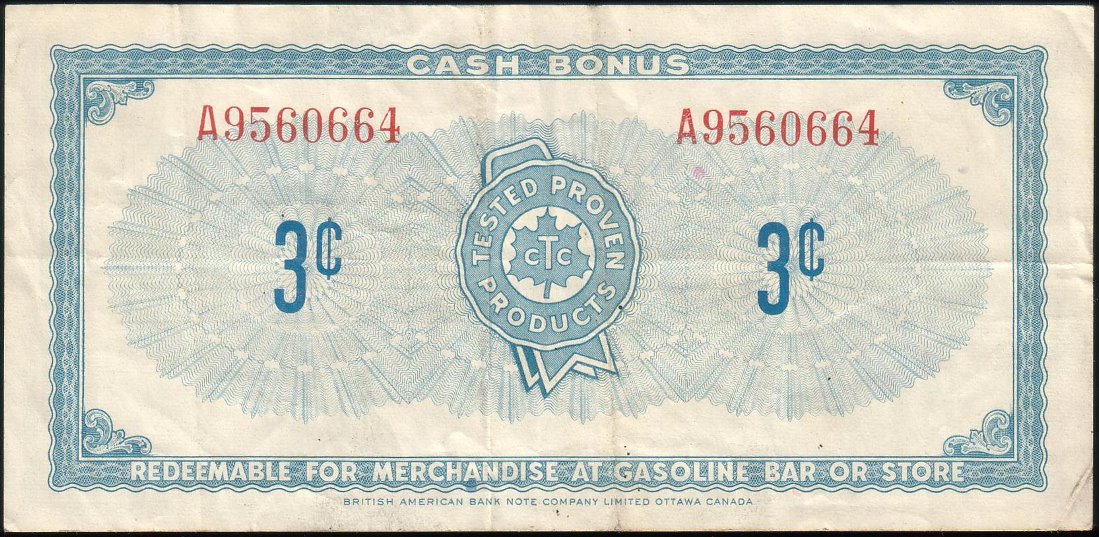 CASH BONUS
A9560664 A9560664
TESTED PROVEN
CTC
3¢ 3¢
PRODUCTS
REDEEMABLE FOR MERCHANDISE AT GASOLINE BAR OR STORE
BRITISH AMERICAN BANK NOTE COMPANY LIMITED OTTAWA CANADA